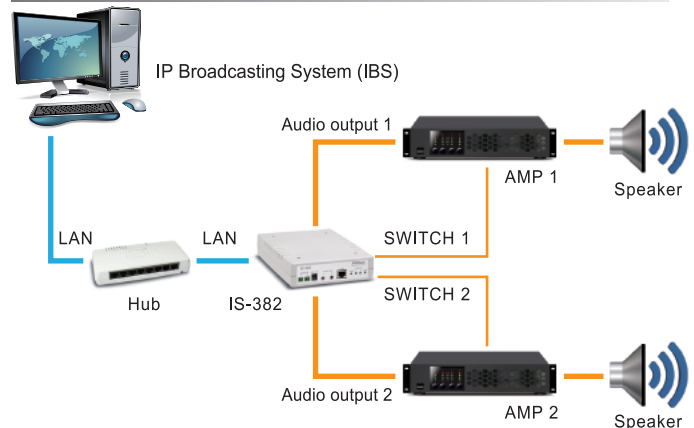 IP Broadcasting System (IBS)
Audio output 1
AMP 1
Speaker
LAN
LAN
SWITCH 1
Hub
IS-382
SWITCH 2
Audio output 2
AMP 2
Speaker